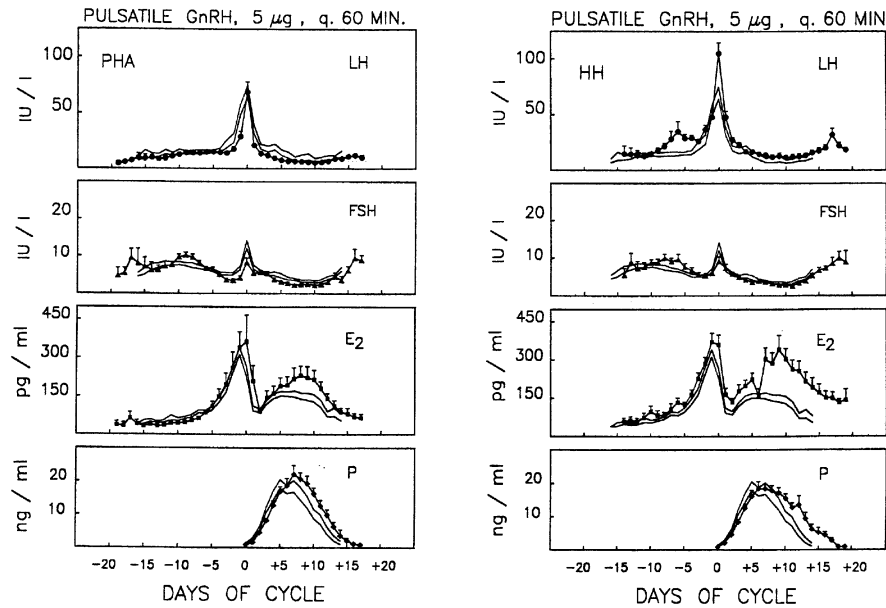 PULSATILE GnRH, 5 μg, q. 60 MIN.
PHA LH
100
50
IU / l
FSH
20
10
IU / l
E2
450
300
150
pg / ml
P
20
10
ng / ml
-20 -15 -10 -5 0 +5 +10 +15 +20
DAYS OF CYCLE
PULSATILE GnRH, 5 μg, q. 60 MIN.
HH LH
100
50
IU / l
FSH
20
10
IU / l
E2
450
300
150
pg / ml
P
20
10
ng / ml
-20 -15 -10 -5 0 +5 +10 +15 +20
DAYS OF CYCLE